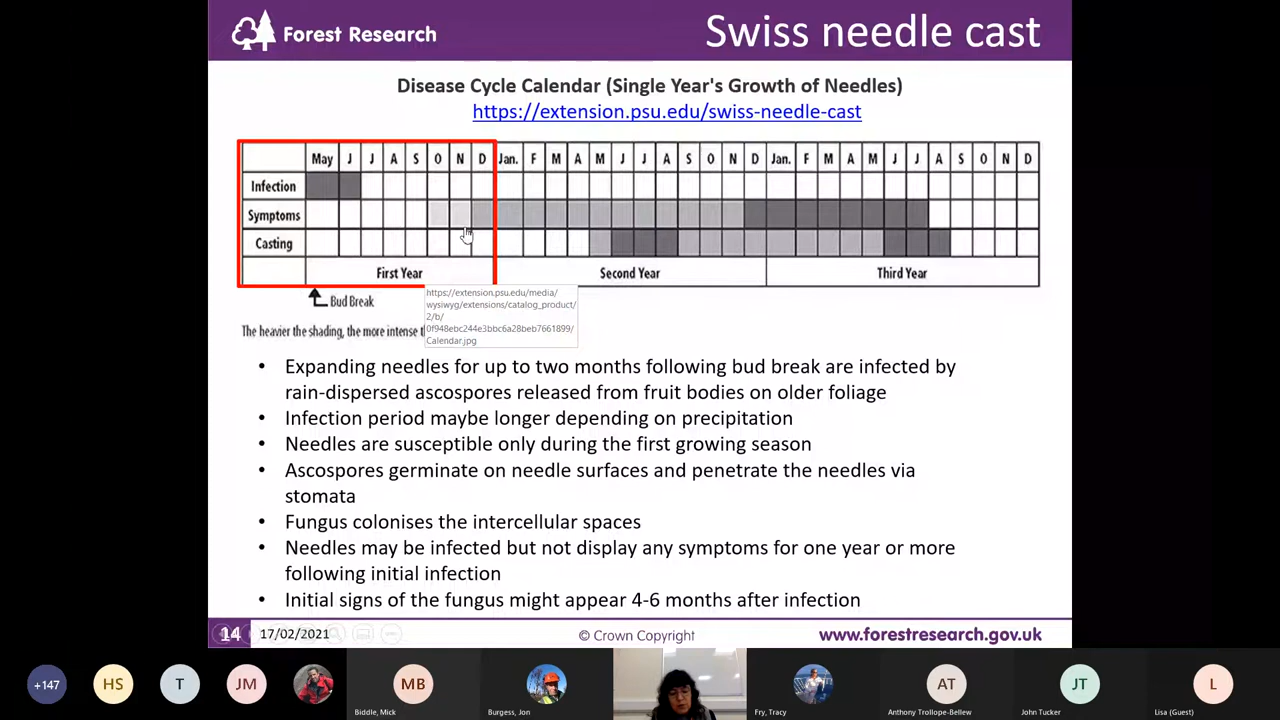 Forest Research
Swiss needle cast
Disease Cycle Calendar (Single Year's Growth of Needles)
https://extension.psu.edu/swiss-needle-cast
May J J A S O N D Jan. F M A M J J A S O N D Jan. F M A M J J A S O N D
Infection
Symptoms
Casting
First Year Second Year Third Year
Bud Break
https://extension.psu.edu/media/
wysiwyg/extensions/catalog_product/
2/b/
0f948ebc244e3bbc6a28beb7661899/
Calendar.jpg
The heavier the shading, the more intense t
• Expanding needles for up to two months following bud break are infected by
rain-dispersed ascospores released from fruit bodies on older foliage
• Infection period maybe longer depending on precipitation
• Needles are susceptible only during the first growing season
• Ascospores germinate on needle surfaces and penetrate the needles via
stomata
• Fungus colonises the intercellular spaces
• Needles may be infected but not display any symptoms for one year or more
following initial infection
• Initial signs of the fungus might appear 4-6 months after infection
14 17/02/2021 © Crown Copyright www.forestresearch.gov.uk
+147 HS T JM MB AT JT L
Biddle, Mick Burgess, Jon Fry, Tracy Anthony Trollope-Bellew John Tucker Lisa (Guest)